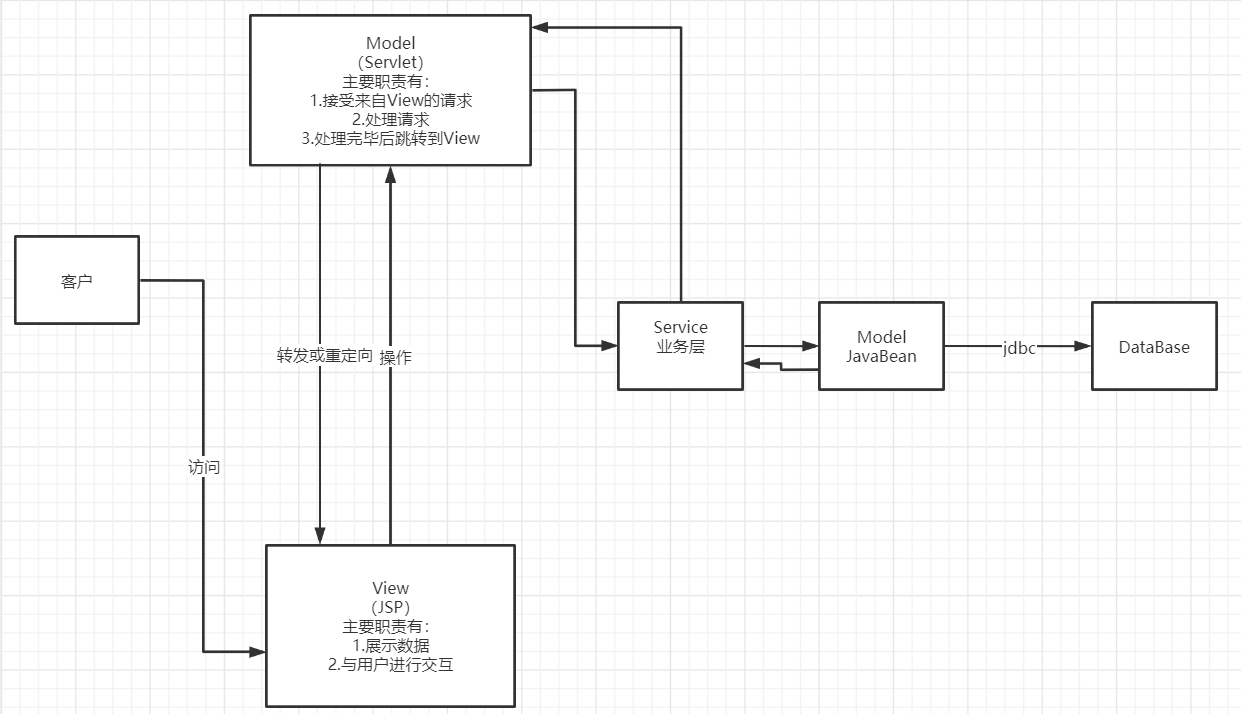 Model
（Servlet）
主要职责有：
1.接受来自View的请求
2.处理请求
3.处理完毕后跳转到View
客户
转发或重定向
操作
Service
业务层
Model
JavaBean
jdbc
DataBase
访问
View
（JSP）
主要职责有：
1.展示数据
2.与用户进行交互